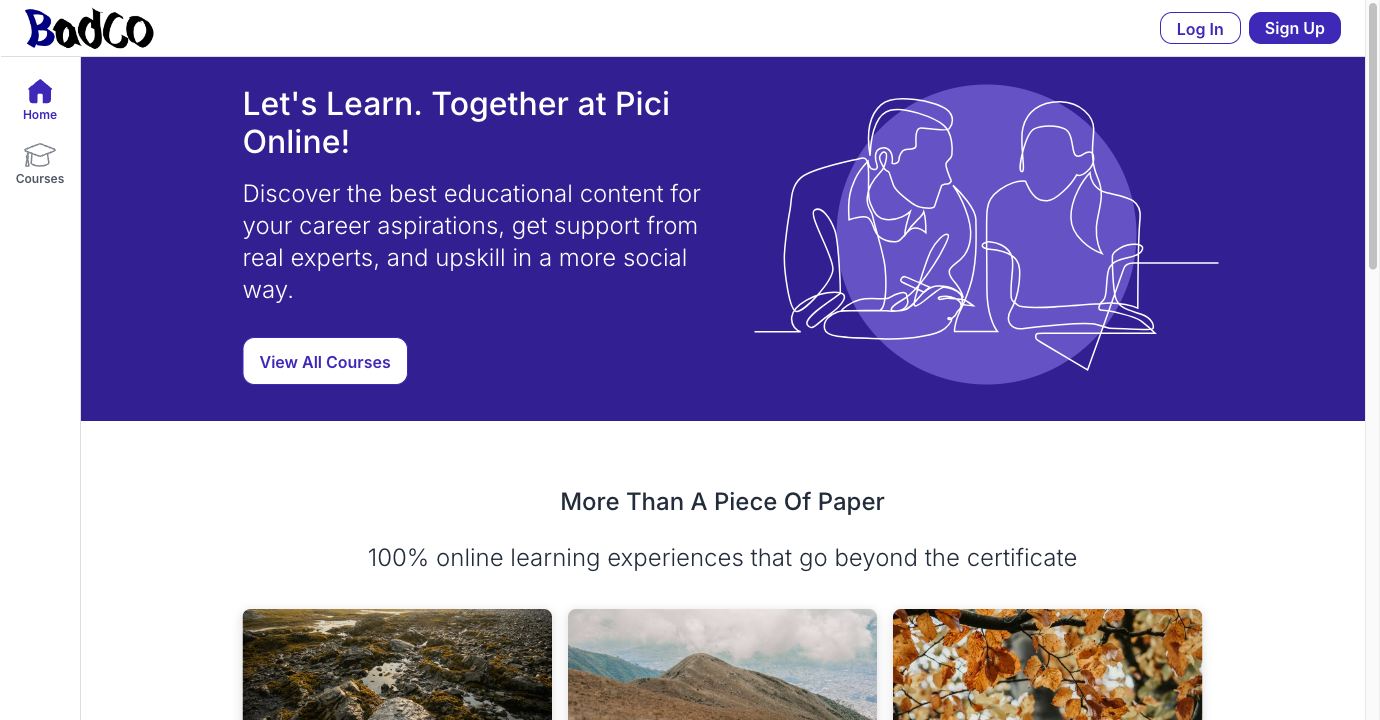 BadCo
Log In
Sign Up
Home
Courses
Let's Learn. Together at Pici
Online!
Discover the best educational content for
your career aspirations, get support from
real experts, and upskill in a more social
way.
View All Courses
More Than A Piece Of Paper
100% online learning experiences that go beyond the certificate